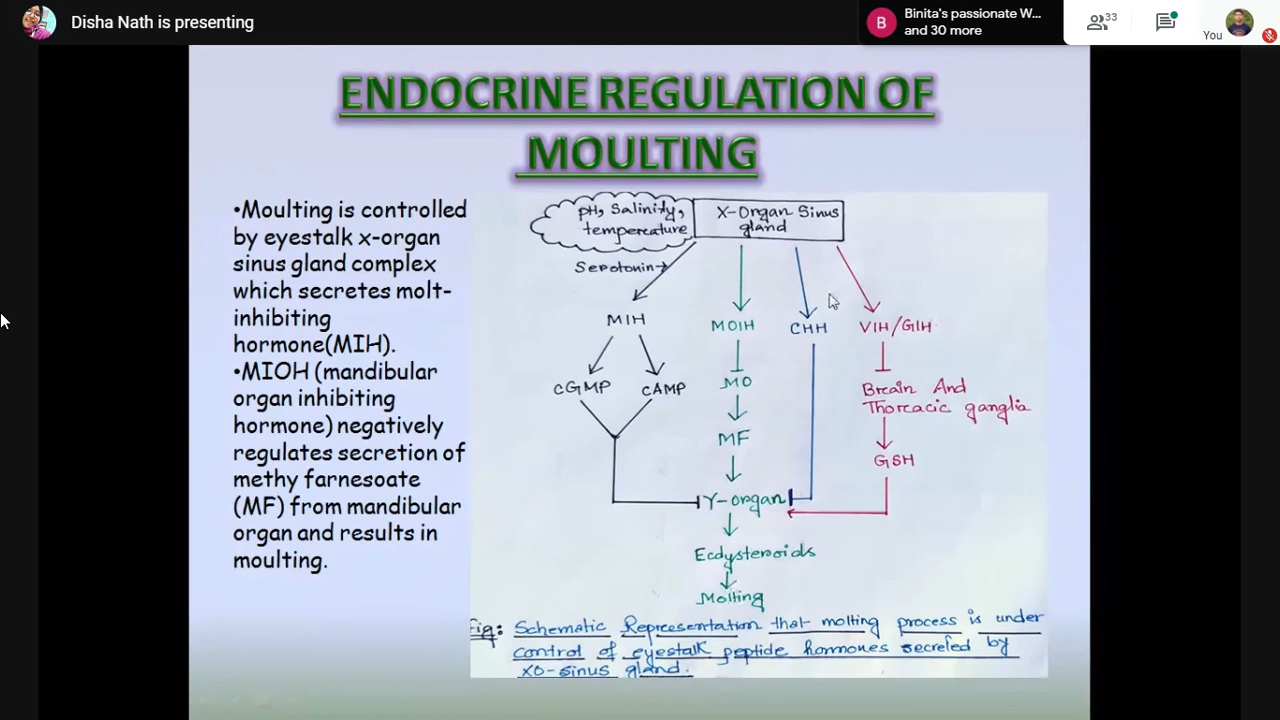 Disha Nath is presenting
B
Binita's passionate W...
and 30 more
33
You
ENDOCRINE REGULATION OF
MOULTING
•Moulting is controlled
by eyestalk x-organ
sinus gland complex
which secretes molt-
inhibiting
hormone(MIH).
•MIOH (mandibular
organ inhibiting
hormone) negatively
regulates secretion of
methy farnesoate
(MF) from mandibular
organ and results in
moulting.
pH, Salinity,
temperature
X-Organ Sinus
gland
Serotonin
MIH
MOIH
CHH
VIH/GIH
cGMP
cAMP
MO
Brain And
Thoracic ganglia
MF
GSH
Y-organ
Ecdysteroids
Molting
Fig: Schematic Representation that molting process is under
control of eyestalk peptide hormones secreted by
XO-sinus gland.